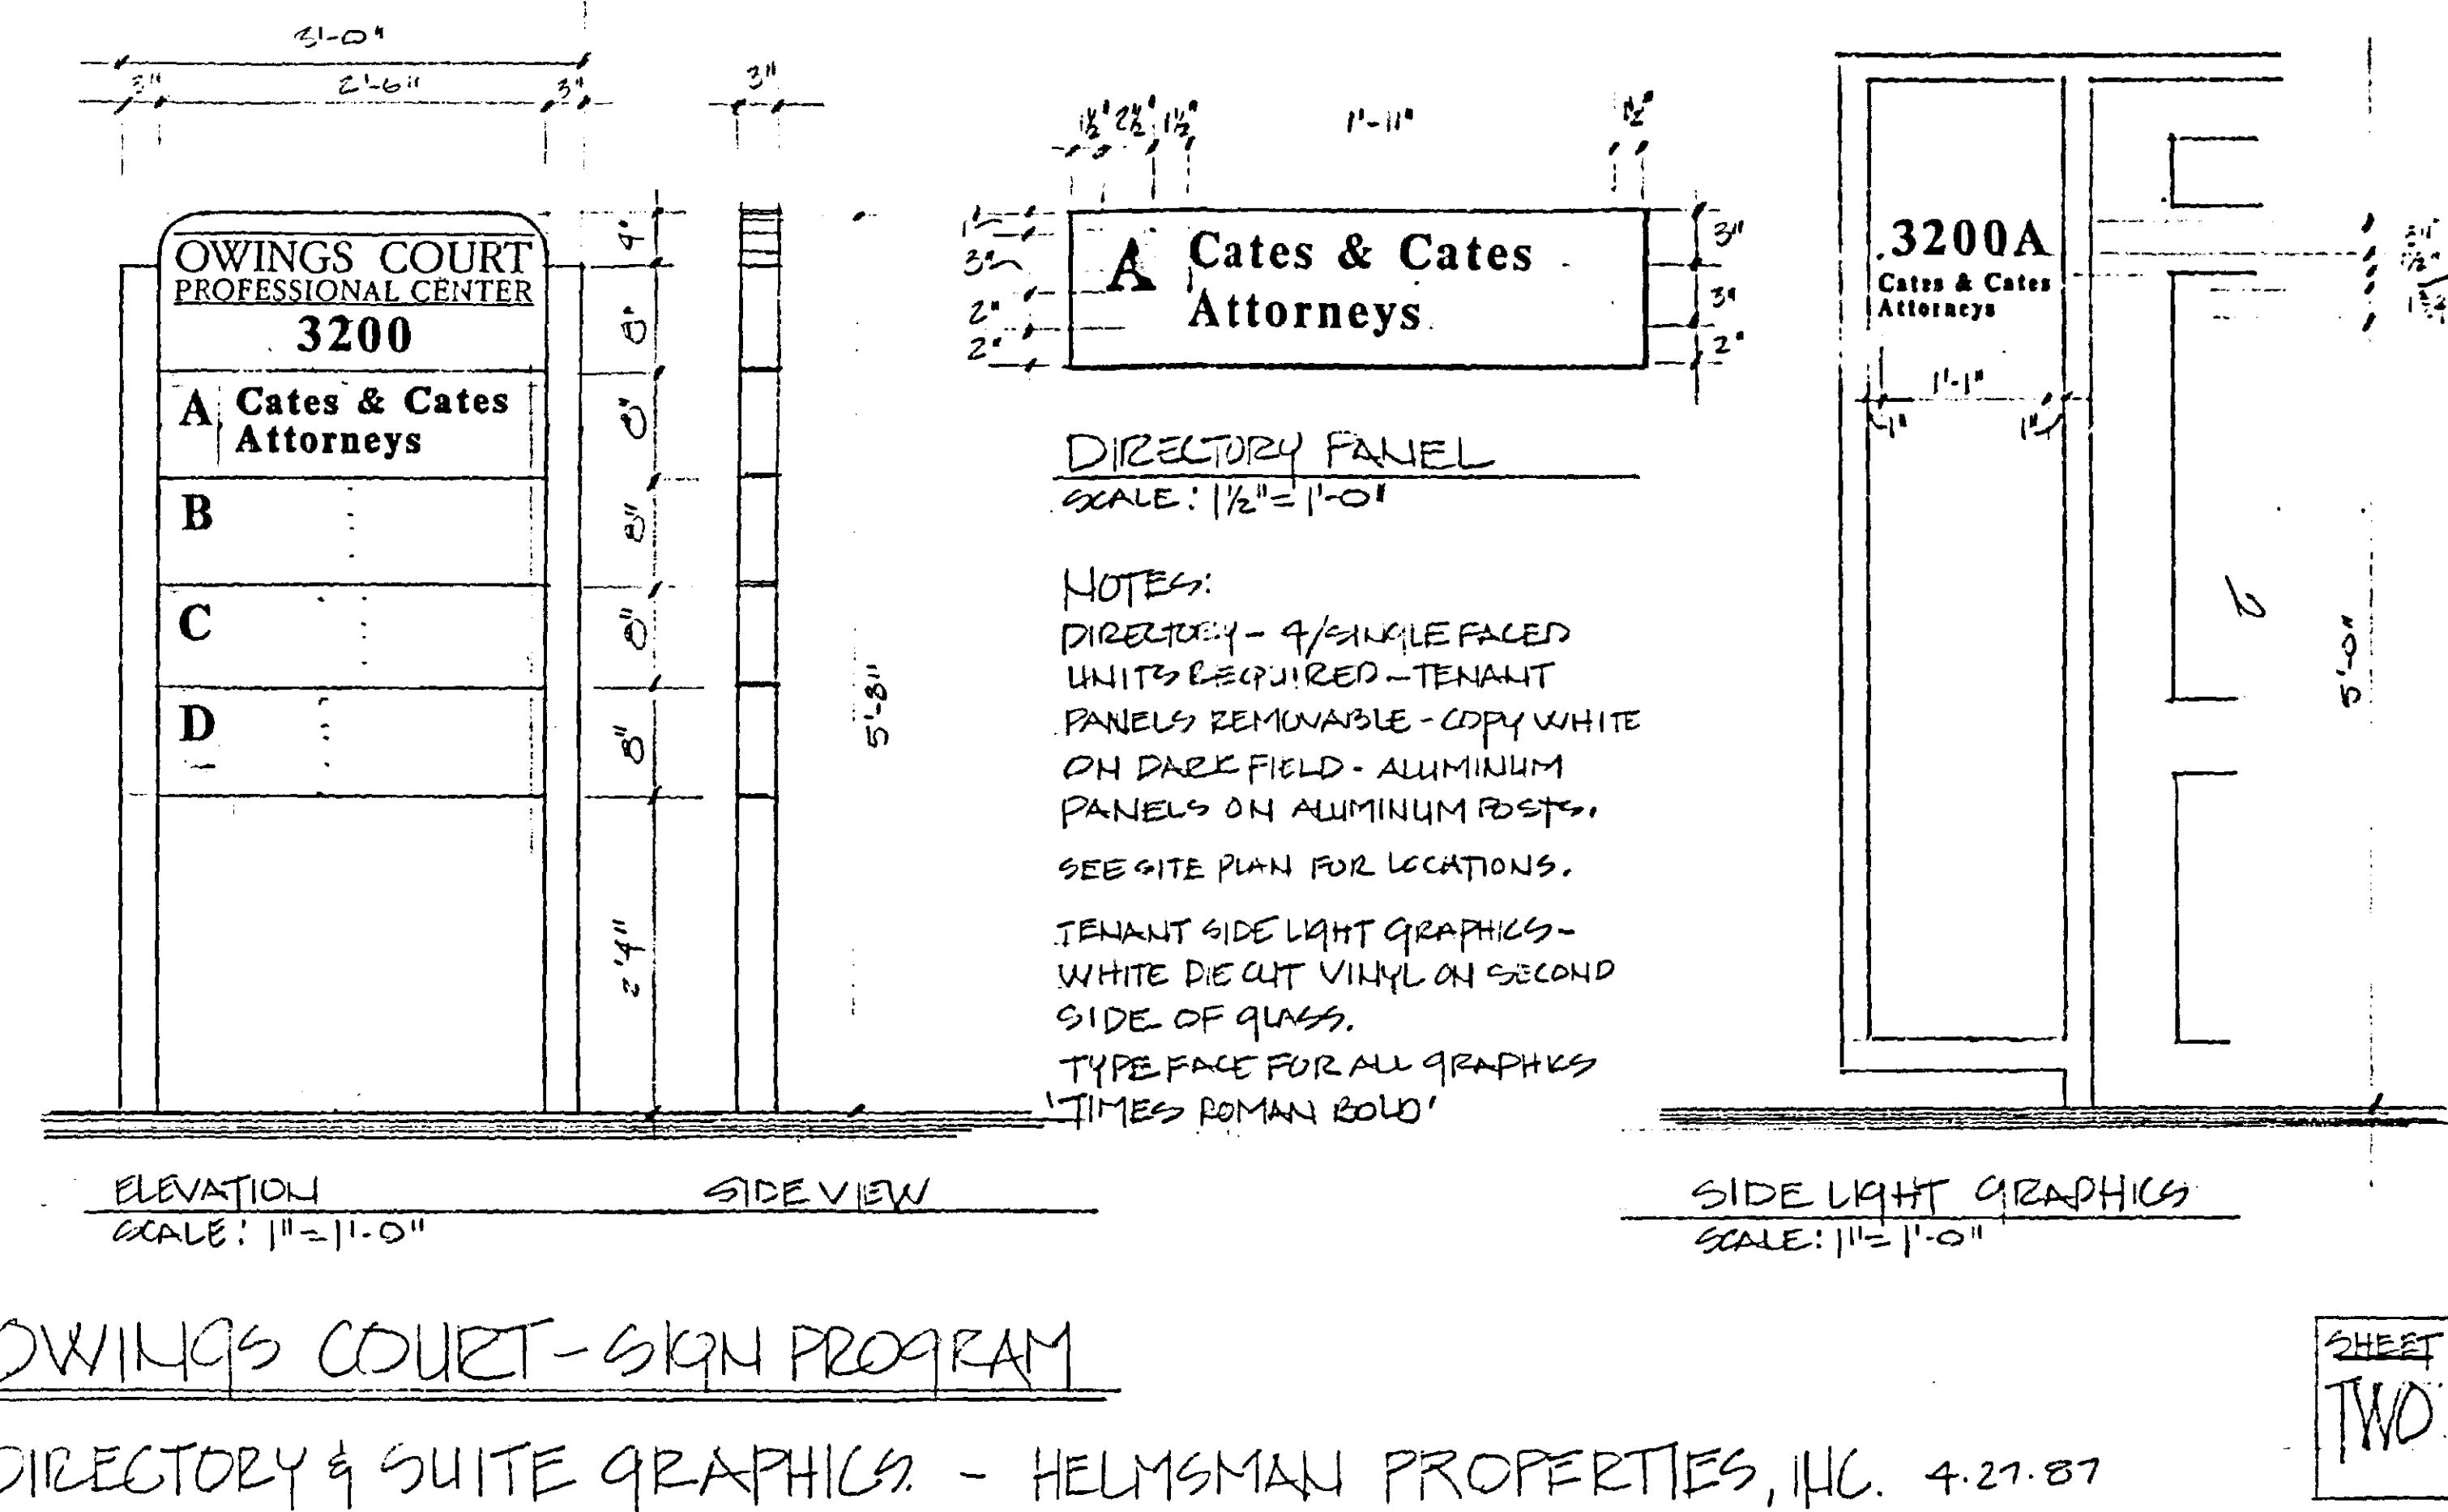 3'-0"
3" 2'-6" 3"
3"
4"
8"
8"
8"
8"
8"
2'4"
5'-8"
OWINGS COURT
PROFESSIONAL CENTER
3200
A Cates & Cates
Attorneys
B
C
D
ELEVATION
SCALE: 1"=1'-0"
SIDE VIEW
1½" 2½" 1½" 1'-11" 1½"
1"
3"
2"
2"
3"
3"
2"
A Cates & Cates
Attorneys
DIRECTORY PANEL
SCALE: 1½"=1'-0"
NOTES:
DIRECTORY - 4/SINGLE FACED
UNITS REQUIRED - TENANT
PANELS REMOVABLE - COPY WHITE
ON DARK FIELD - ALUMINUM
PANELS ON ALUMINUM POSTS.
SEE SITE PLAN FOR LOCATIONS.
TENANT SIDE LIGHT GRAPHICS-
WHITE DIE CUT VINYL ON SECOND
SIDE OF GLASS.
TYPE FACE FOR ALL GRAPHICS
'TIMES ROMAN BOLD'
3200A
Cates & Cates
Attorneys
1'-1"
1" 1"
5'-0"
SIDE LIGHT GRAPHICS
SCALE: 1"=1'-0"
OWINGS COURT - SIGN PROGRAM
DIRECTORY & SUITE GRAPHICS. - HELMSMAN PROPERTIES, INC. 4.27.87
SHEET
TWO